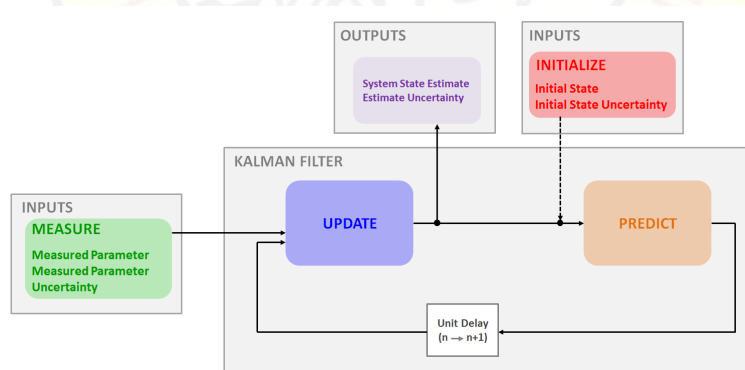 OUTPUTS
System State Estimate
Estimate Uncertainty
INPUTS
INITIALIZE
Initial State
Initial State Uncertainty
KALMAN FILTER
INPUTS
MEASURE
Measured Parameter
Measured Parameter
Uncertainty
UPDATE
PREDICT
Unit Delay
(n → n+1)